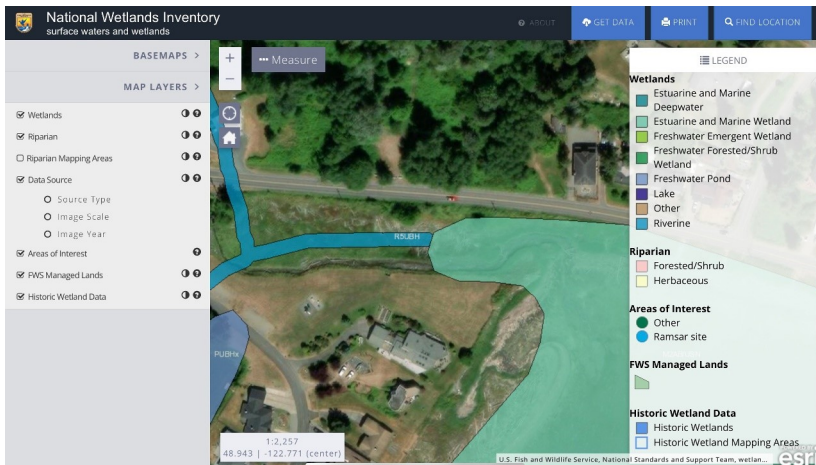 National Wetlands Inventory
surface waters and wetlands
ABOUT
GET DATA
PRINT
FIND LOCATION
BASEMAPS >
MAP LAYERS >
Wetlands
Riparian
Riparian Mapping Areas
Data Source
Source Type
Image Scale
Image Year
Areas of Interest
FWS Managed Lands
Historic Wetland Data
+
−
••• Measure
R5UBH
PUBHx
1:2,257
48.943 | -122.771 (center)
LEGEND
Wetlands
Estuarine and Marine
Deepwater
Estuarine and Marine Wetland
Freshwater Emergent Wetland
Freshwater Forested/Shrub
Wetland
Freshwater Pond
Lake
Other
Riverine
Riparian
Forested/Shrub
Herbaceous
Areas of Interest
Other
Ramsar site
FWS Managed Lands
Historic Wetland Data
Historic Wetlands
Historic Wetland Mapping Areas
U.S. Fish and Wildlife Service, National Standards and Support Team, wetlan...
esri